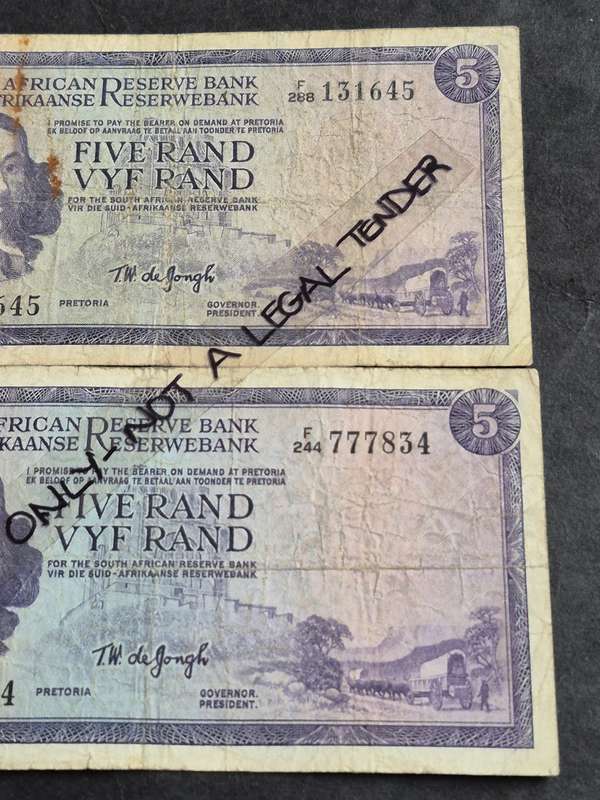 AFRICAN RESERVE BANK
FRIKAANSE RESERWEBANK
F/288 131645
5
I PROMISE TO PAY THE BEARER ON DEMAND AT PRETORIA
EK BELOOF OP AANVRAAG TE BETAAL AAN TOONDER TE PRETORIA
FIVE RAND
VYF RAND
FOR THE SOUTH AFRICAN RESERVE BANK
VIR DIE SUID-AFRIKAANSE RESERWEBANK
T.W. de Jongh
645 PRETORIA GOVERNOR.
PRESIDENT.
ONLY-NOT A LEGAL TENDER
FRICAN RESERVE BANK
KAANSE RESERWEBANK
F/244 777834
5
I PROMISE TO PAY THE BEARER ON DEMAND AT PRETORIA
EK BELOOF OP AANVRAAG TE BETAAL AAN TOONDER TE PRETORIA
FIVE RAND
VYF RAND
FOR THE SOUTH AFRICAN RESERVE BANK
VIR DIE SUID-AFRIKAANSE RESERWEBANK
T.W. de Jongh
4 PRETORIA GOVERNOR.
PRESIDENT.